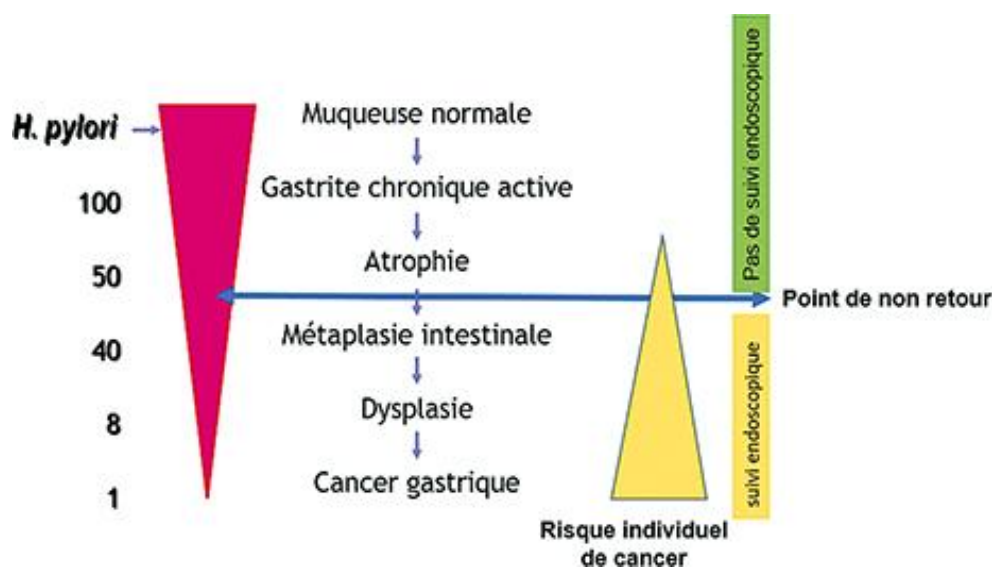 H. pylori
100
50
40
8
1
Muqueuse normale
Gastrite chronique active
Atrophie
Métaplasie intestinale
Dysplasie
Cancer gastrique
Risque individuel
de cancer
Pas de suivi endoscopique
suivi endoscopique
Point de non retour